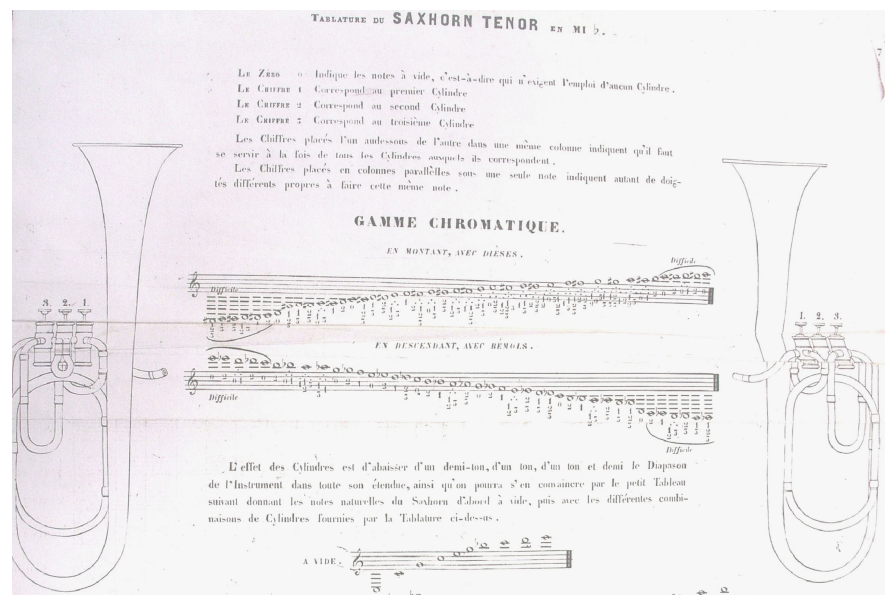 TABLATURE DU SAXHORN TENOR EN MI ♭.
LE ZÉRO 0 Indique les notes à vide, c'est-à-dire qui n'exigent l'emploi d'aucun Cylindre.
LE CHIFFRE 1 Correspond au premier Cylindre
LE CHIFFRE 2 Correspond au second Cylindre
LE CHIFFRE 3 Correspond au troisième Cylindre
Les Chiffres placés l'un audessous de l'autre dans une même colonne indiquent qu'il faut
se servir à la fois de tous les Cylindres auxquels ils correspondent.
Les Chiffres placés en colonnes parallèles sous une seule note indiquent autant de doig-
tés différents propres à faire cette même note.
GAMME CHROMATIQUE.
EN MONTANT, AVEC DIÈSES.
Difficile
Difficile
3. 2. 1.
1. 2. 3.
EN DESCENDANT, AVEC BÉMOLS.
Difficile
Difficile
L'effet des Cylindres est d'abaisser d'un demi-ton, d'un ton, d'un ton et demi le Diapason
de l'Instrument dans toute son étendue, ainsi qu'on pourra s'en convaincre par le petit Tableau
suivant donnant les notes naturelles du Saxhorn d'abord à vide, puis avec les différentes combi-
naisons de Cylindres fournies par la Tablature ci-dessus.
A VIDE.